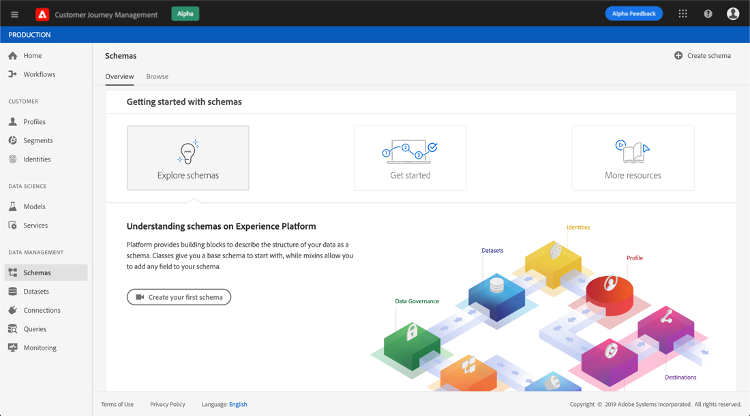 Customer Journey Management
Alpha
Alpha Feedback
PRODUCTION
Home
Workflows
CUSTOMER
Profiles
Segments
Identities
DATA SCIENCE
Models
Services
DATA MANAGEMENT
Schemas
Datasets
Connections
Queries
Monitoring
Schemas
Create schema
Overview
Browse
Getting started with schemas
Explore schemas
Get started
More resources
Understanding schemas on Experience Platform
Platform provides building blocks to describe the structure of your data as a
schema. Classes give you a base schema to start with, while mixins allow you
to add any field to your schema.
Create your first schema
Identities
Datasets
Profile
Data Governance
Destinations
Terms of Use
Privacy Policy
Language: English
Copyright © 2019 Adobe Systems Incorporated. All rights reserved.